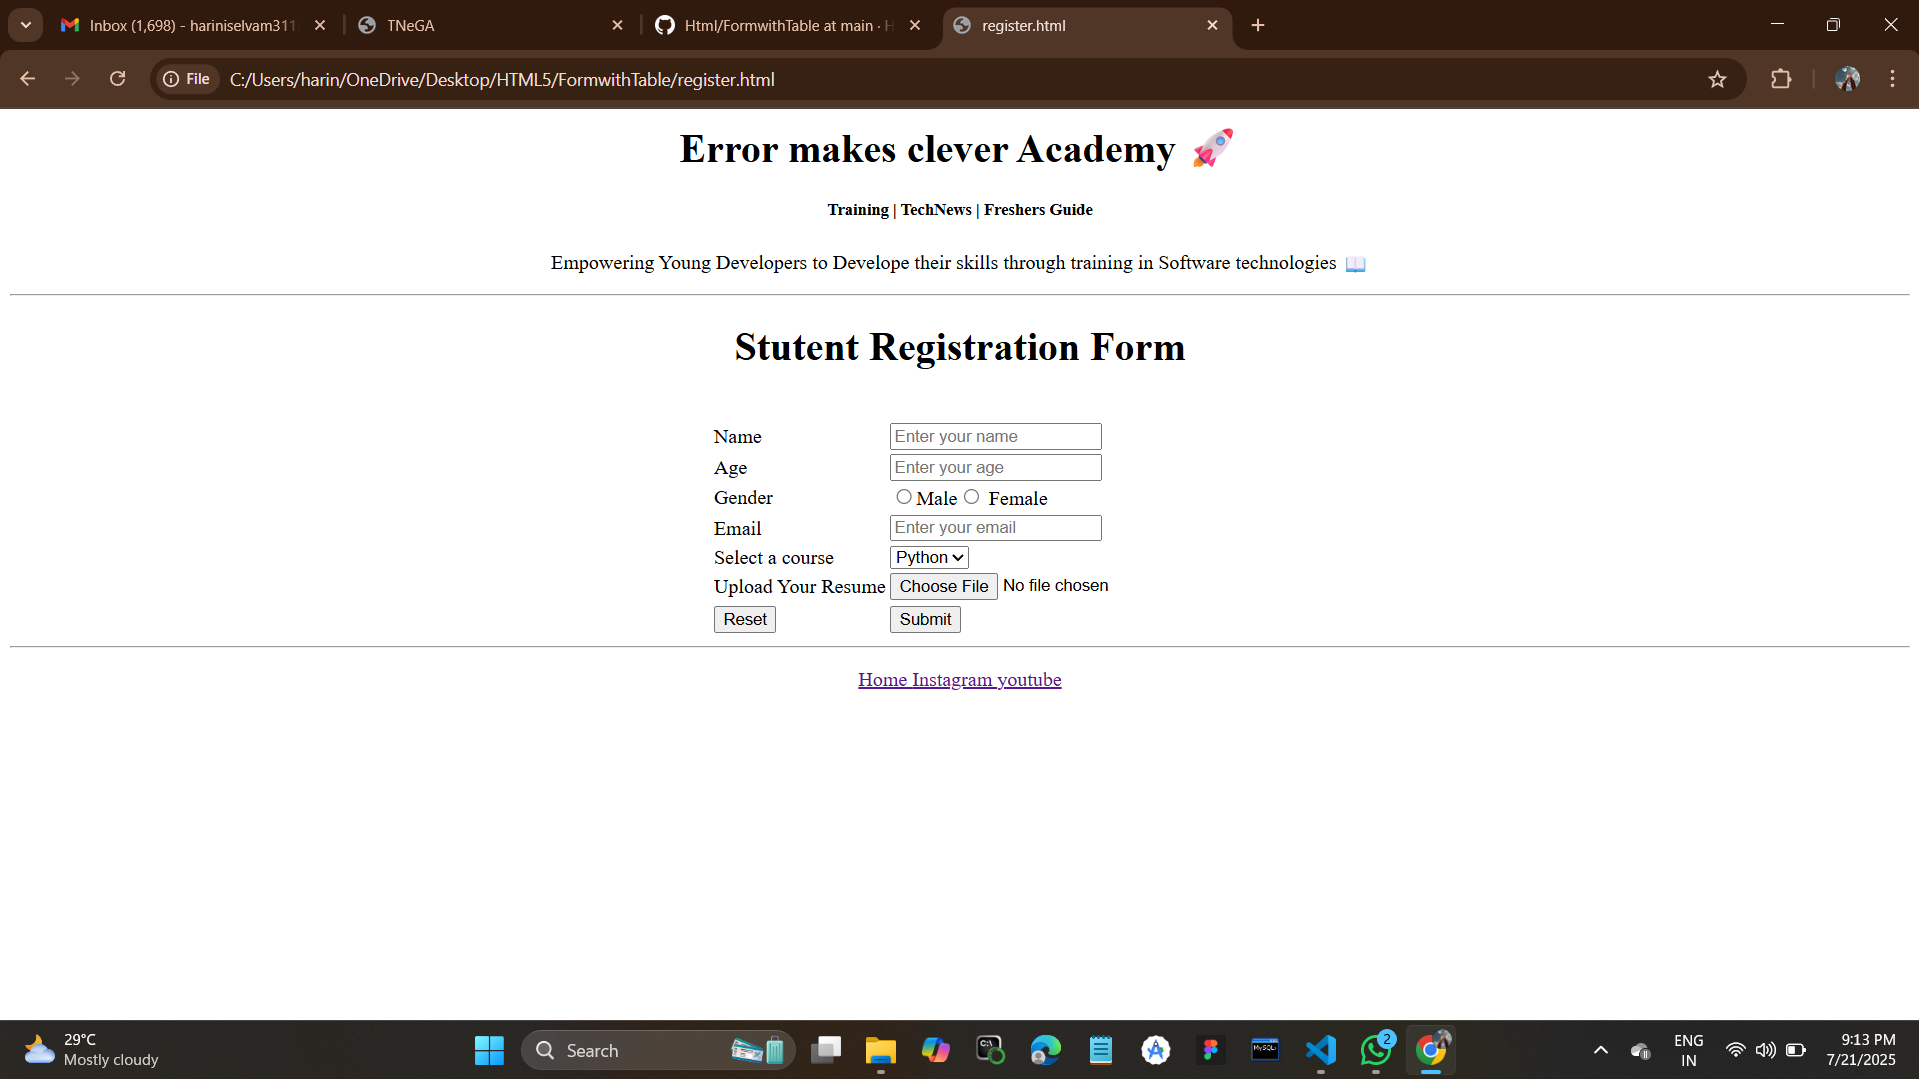 Inbox (1,698) - hariniselvam311
TNeGA
Html/FormwithTable at main · H
register.html
File
C:/Users/harin/OneDrive/Desktop/HTML5/FormwithTable/register.html
Error makes clever Academy 🚀
Training | TechNews | Freshers Guide
Empowering Young Developers to Develope their skills through training in Software technologies 📖
Stutent Registration Form
Name Enter your name
Age Enter your age
Gender Male Female
Email Enter your email
Select a course Python
Upload Your Resume Choose File No file chosen
Reset Submit
Home Instagram youtube
29°C
Mostly cloudy
Search
MySQL
2
ENG
IN
9:13 PM
7/21/2025